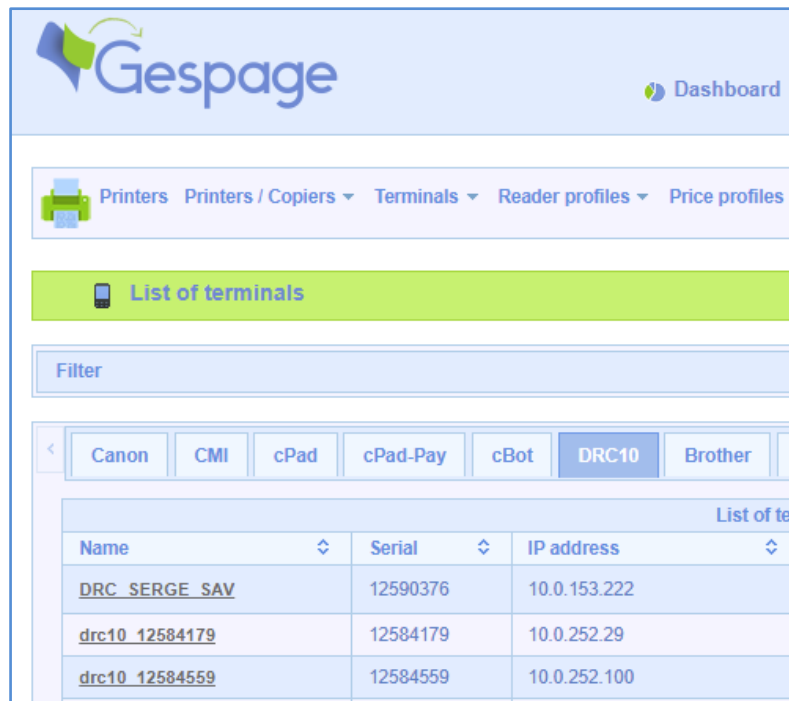 Gespage
Dashboard
Printers Printers / Copiers Terminals Reader profiles Price profiles
List of terminals
Filter
Canon CMI cPad cPad-Pay cBot DRC10 Brother
List of te
Name Serial IP address
DRC_SERGE_SAV 12590376 10.0.153.222
drc10_12584179 12584179 10.0.252.29
drc10_12584559 12584559 10.0.252.100